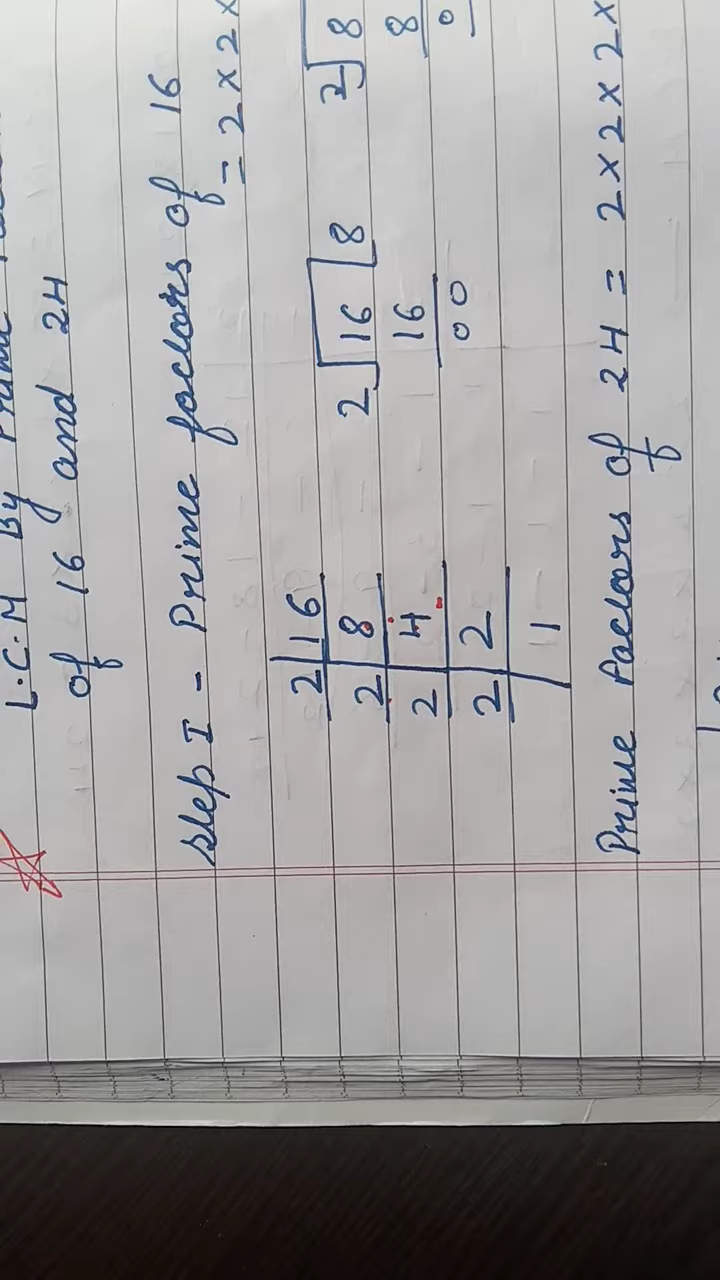 L.C.M By Prime
of 16 and 24
Step I - Prime factors of 16
= 2 x 2 x
2 16
2 8
2 4
2 2
1
2 16 8
16
00
2 8
8
0
Prime Factors of 24 = 2 x 2 x 2 x